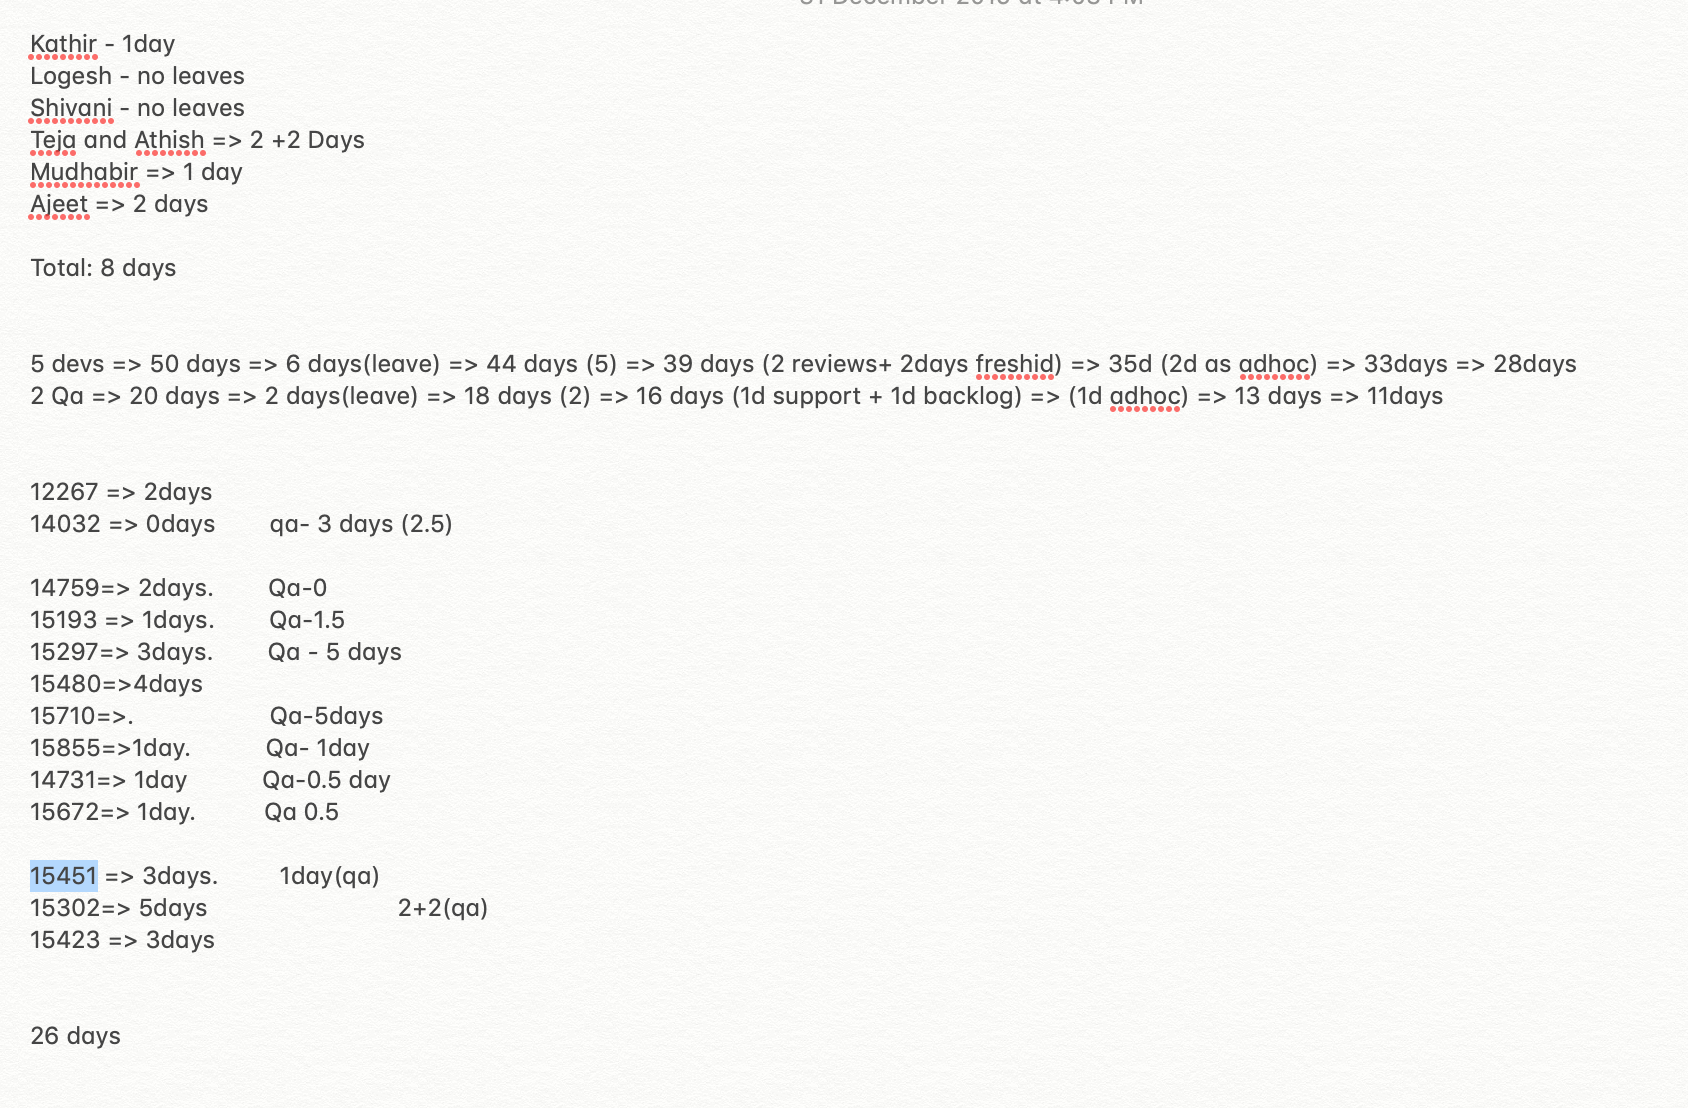 Kathir - 1day
Logesh - no leaves
Shivani - no leaves
Teja and Athish => 2 +2 Days
Mudhabir => 1 day
Ajeet => 2 days
Total: 8 days
5 devs => 50 days => 6 days(leave) => 44 days (5) => 39 days (2 reviews+ 2days freshid) => 35d (2d as adhoc) => 33days => 28days
2 Qa => 20 days => 2 days(leave) => 18 days (2) => 16 days (1d support + 1d backlog) => (1d adhoc) => 13 days => 11days
12267 => 2days
14032 => 0days qa- 3 days (2.5)
14759=> 2days. Qa-0
15193 => 1days. Qa-1.5
15297=> 3days. Qa - 5 days
15480=>4days
15710=>. Qa-5days
15855=>1day. Qa- 1day
14731=> 1day Qa-0.5 day
15672=> 1day. Qa 0.5
15451 => 3days. 1day(qa)
15302=> 5days 2+2(qa)
15423 => 3days
26 days